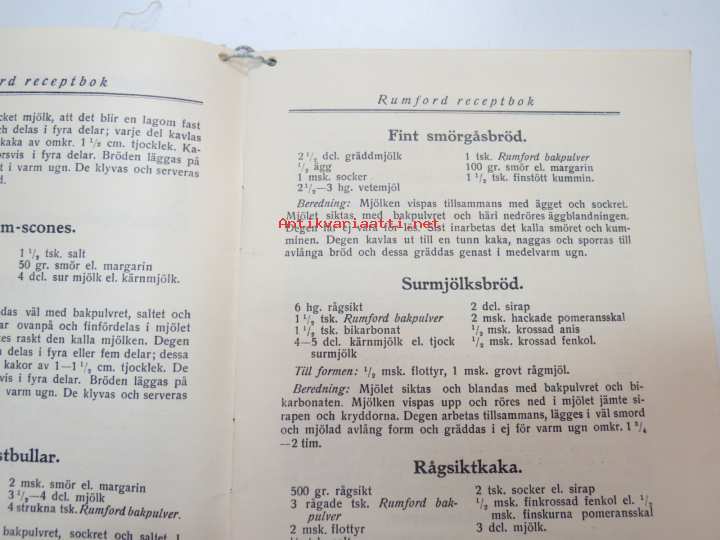 rd receptbok
cket mjölk, att det blir en lagom fast
ch delas i fyra delar; varje del kavlas
kaka av omkr. 1 1/2 cm. tjocklek. Ka-
orsvis i fyra delar. Bröden läggas på
t varm ugn. De klyvas och serveras
d.
m-scones.
1 1/2 tsk. salt
50 gr. smör el. margarin
4 dcl. sur mjölk el. kärnmjölk.
das väl med bakpulvret, saltet och
ar ovanpå och finfördelas i mjölet
tes raskt den kalla mjölken. Degen
h delas i fyra eller fem delar; dessa
kakor av 1—1 1/2 cm. tjocklek. De
svis i fyra delar. Bröden läggas på
varm ugn. De klyvas och serveras
stbullar.
2 msk. smör el. margarin
3 1/2—4 dcl. mjölk
4 strukna tsk. Rumford bakpulver.
bakpulvret, sockret och saltet i
Rumford receptbok
Fint smörgåsbröd.
2 1/2 dcl. gräddmjölk
1/2 ägg
1 msk. socker
2 1/2—3 hg. vetemjöl
1 tsk. Rumford bakpulver
100 gr. smör el. margarin
1 1/2 tsk. finstött kummin.
Beredning: Mjölken vispas tillsammans med ägget och sockret.
Mjölet siktas med bakpulvret och häri nedröres äggblandningen.
Degen får ej vara för lös. Sist inarbetas det kalla smöret och kum-
minen. Degen kavlas ut till en tunn kaka, naggas och sporras till
avlånga bröd och dessa gräddas genast i medelvarm ugn.
Antikvariaatti.net
Surmjölksbröd.
6 hg. rågsikt
1 1/2 tsk. Rumford bakpulver
1 1/2 tsk. bikarbonat
4—5 dcl. kärnmjölk el. tjock
surmjölk
2 dcl. sirap
2 msk. hackade pomeransskal
1/2 msk. krossad anis
1/2 msk. krossad fenkol.
Till formen: 1/2 msk. flottyr, 1 msk. grovt rågmjöl.
Beredning: Mjölet siktas och blandas med bakpulvret och bi-
karbonaten. Mjölken vispas upp och röres ned i mjölet jämte si-
rapen och kryddorna. Degen arbetas tillsammans, lägges i väl smord
och mjölad avlång form och gräddas i ej för varm ugn omkr. 1 3/4
—2 tim.
Rågsiktkaka.
500 gr. rågsikt
3 rågade tsk. Rumford bak-
pulver
2 msk. flottyr
2 tsk. socker el. sirap
1/2 msk. finkrossad fenkol el. 1/2
msk. finskurna pomeransskal
3 dcl. mjölk.